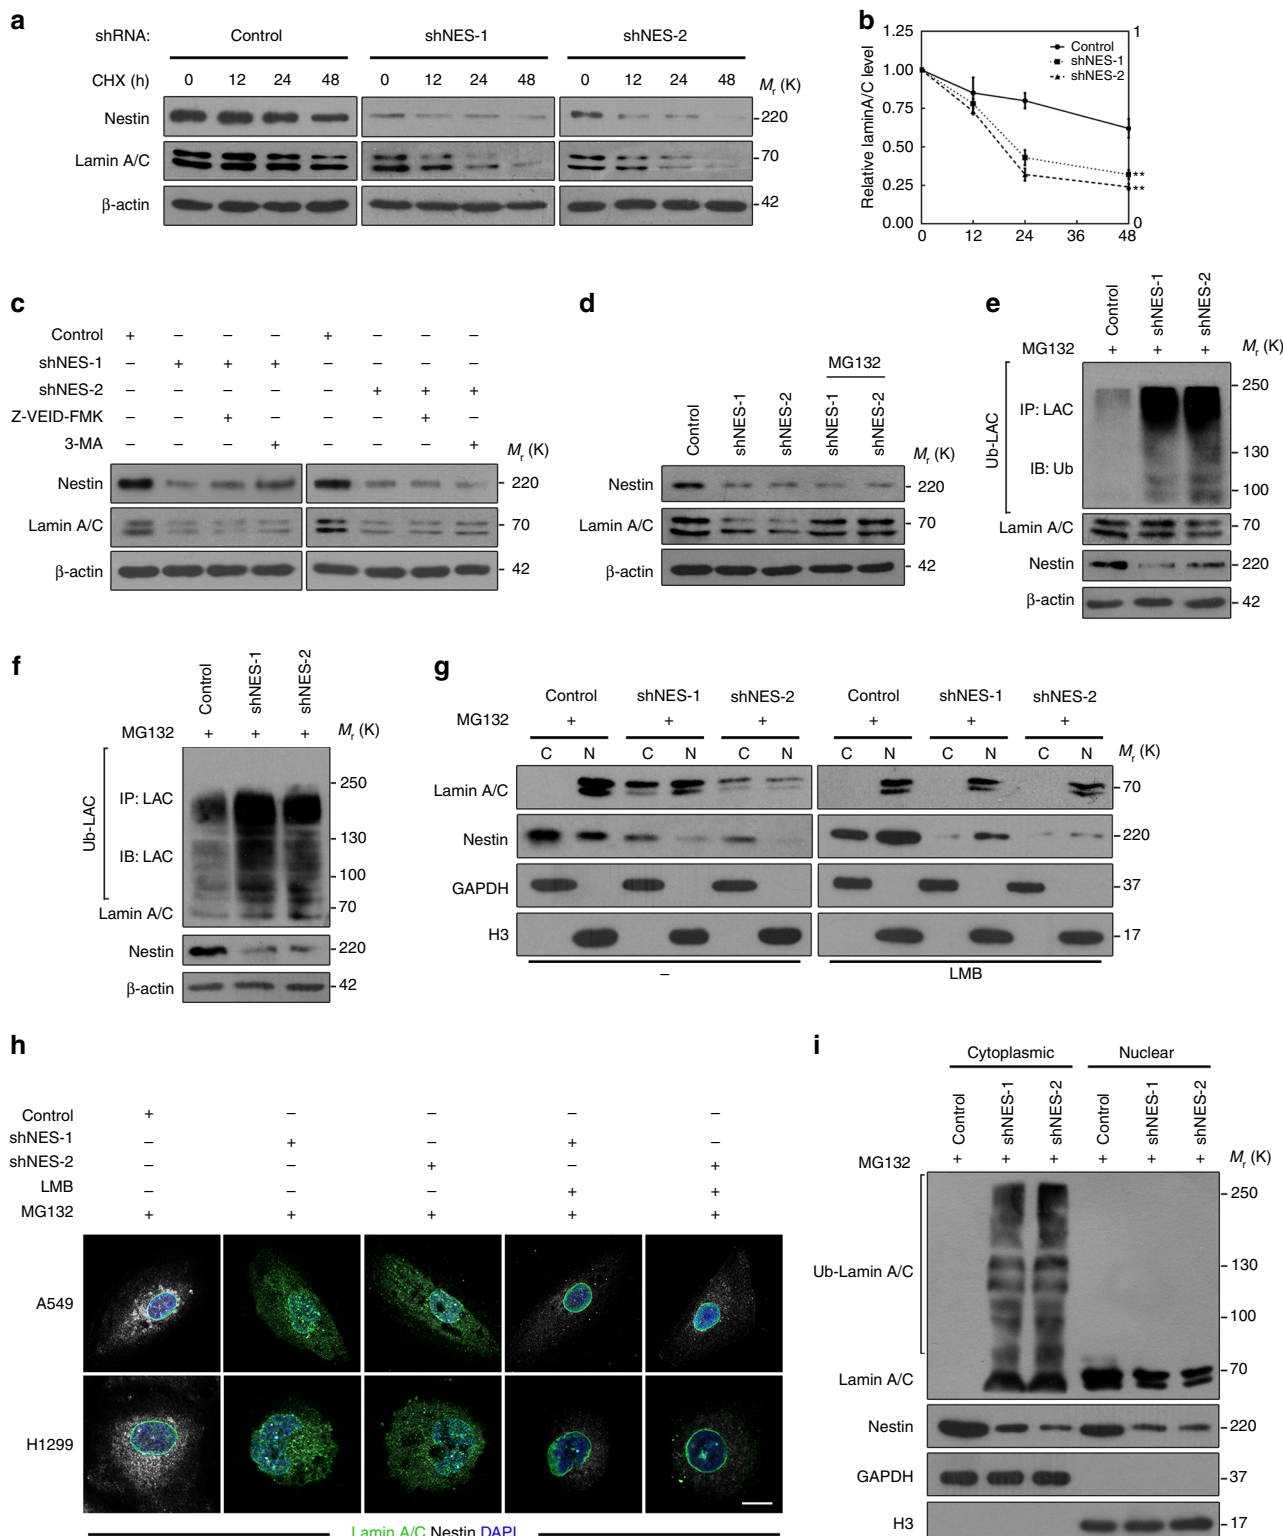 a
shRNA: Control shNES-1 shNES-2
CHX (h) 0 12 24 48 0 12 24 48 0 12 24 48 Mr (K)
Nestin 220
Lamin A/C 70
β-actin 42
b
1.25 1
Control
shNES-1
shNES-2
1.00
0.75
0.50
0.25
0.00 0
**
**
Relative laminA/C level
0 12 24 36 48
c
Control + – – – + – – –
shNES-1 – + + + – – – –
shNES-2 – – – – – + + +
Z-VEID-FMK – – + – – – + –
3-MA – – – + – – – +
Mr (K)
Nestin 220
Lamin A/C 70
β-actin 42
d
MG132
Control shNES-1 shNES-2 shNES-1 shNES-2
Mr (K)
Nestin 220
Lamin A/C 70
β-actin 42
e
Control shNES-1 shNES-2
MG132 + + + Mr (K)
Ub-LAC
IP: LAC
IB: Ub
250
130
100
Lamin A/C 70
Nestin 220
β-actin 42
f
Control shNES-1 shNES-2
MG132 + + + Mr (K)
Ub-LAC
IP: LAC
IB: LAC
250
130
100
70
Lamin A/C
Nestin 220
β-actin 42
g
Control shNES-1 shNES-2 Control shNES-1 shNES-2
MG132 + + + + + +
C N C N C N C N C N C N Mr (K)
Lamin A/C 70
Nestin 220
GAPDH 37
H3 17
– LMB
h
Control + – – – –
shNES-1 – + – + –
shNES-2 – – + – +
LMB – – – + +
MG132 + + + + +
A549
H1299
Lamin A/C Nestin DAPI
i
Cytoplasmic Nuclear
Control shNES-1 shNES-2 Control shNES-1 shNES-2
MG132 + + + + + + Mr (K)
250
Ub-Lamin A/C 130
100
Lamin A/C 70
Nestin 220
GAPDH 37
H3 17